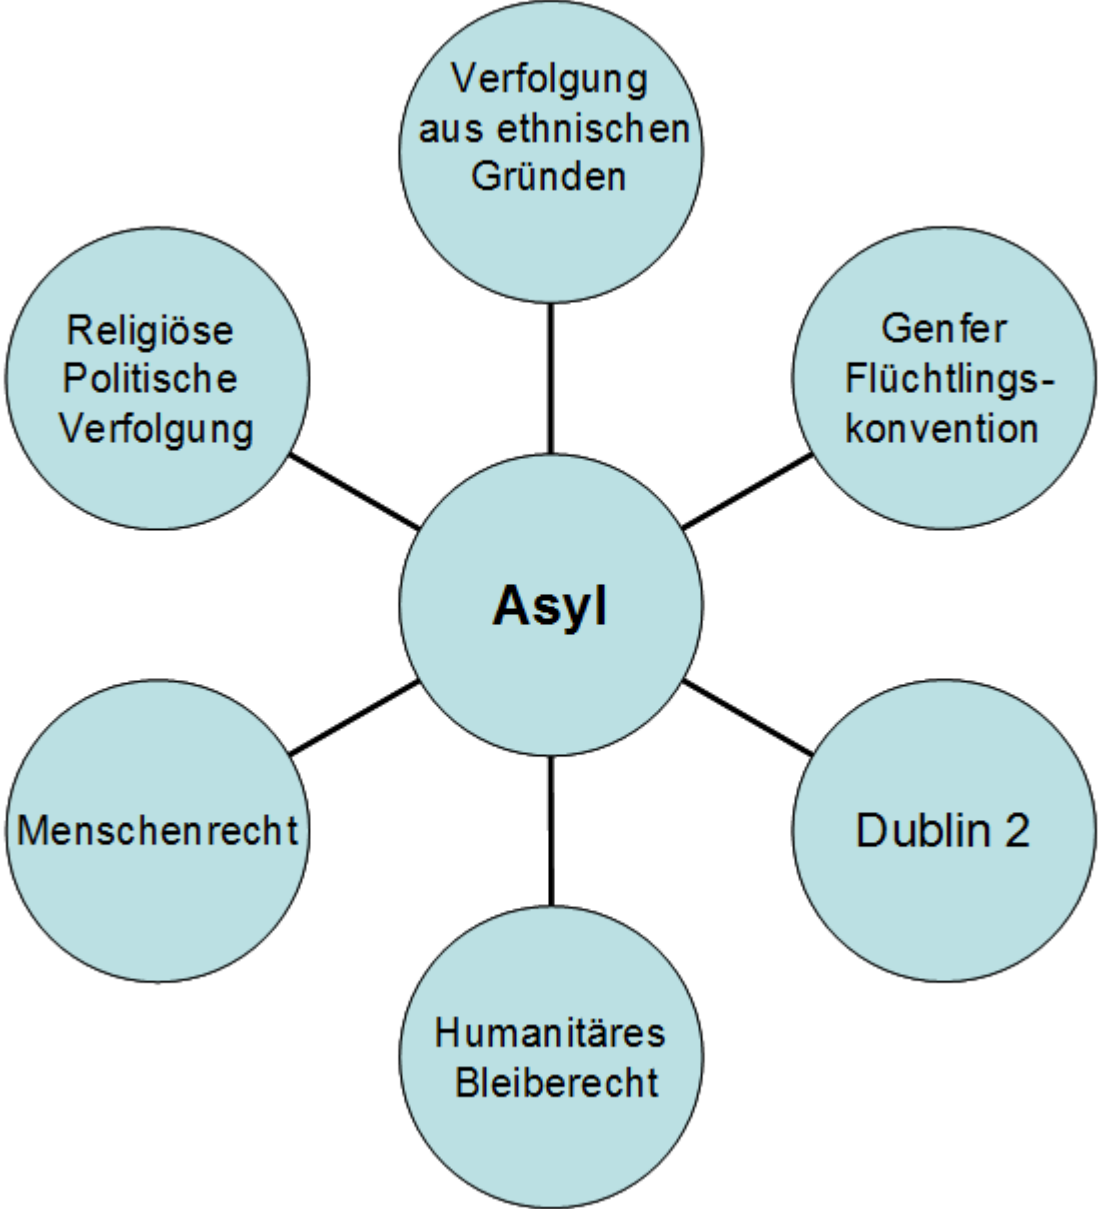 Verfolgung
aus ethnischen
Gründen
Religiöse
Politische
Verfolgung
Genfer
Flüchtlings-
konvention
Asyl
Menschenrecht
Dublin 2
Humanitäres
Bleiberecht